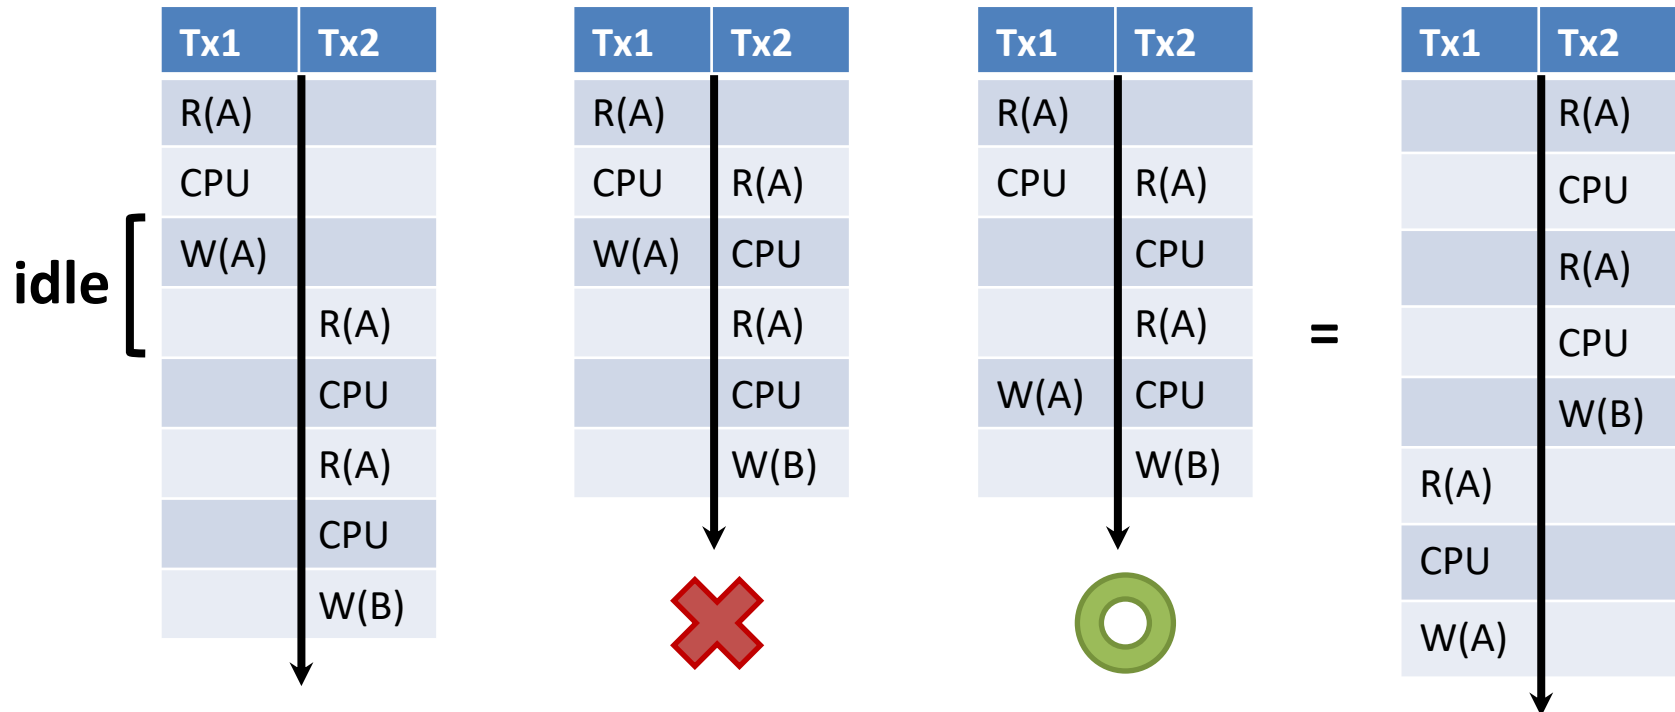 Tx1 Tx2
R(A)
CPU
W(A)
R(A)
CPU
R(A)
CPU
W(B)
idle
Tx1 Tx2
R(A)
CPU R(A)
W(A) CPU
R(A)
CPU
W(B)
Tx1 Tx2
R(A)
CPU R(A)
CPU
R(A)
W(A) CPU
W(B)
=
Tx1 Tx2
R(A)
CPU
R(A)
CPU
W(B)
R(A)
CPU
W(A)